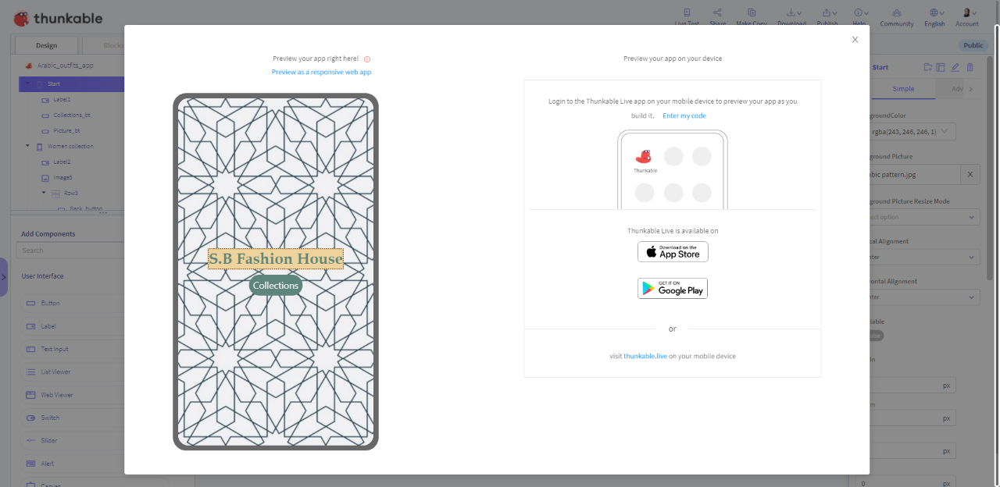 thunkable
Live Test
Share
Make Copy
Download
Publish
Help
Community
English
Account
Design
Blocks
Public
Arabic_outfits_app
Start
Label1
Collections_bt
Picture_bt
Women collection
Label2
Image5
Row3
Back_button
Add Components
Search
User Interface
Button
Label
Text Input
List Viewer
Web Viewer
Switch
Slider
Alert
Canvas
Preview your app right here!
Preview as a responsive web app
S.B Fashion House
Collections
Preview your app on your device
Login to the Thunkable Live app on your mobile device to preview your app as you
build it. Enter my code
Thunkable
Thunkable Live is available on
Download on the
App Store
GET IT ON
Google Play
or
visit thunkable.live on your mobile device
Start
Simple
Adv
groundColor
rgba(243, 246, 246, 1)
ground Picture
bic pattern.jpg
ground Picture Resize Mode
ct option
cal Alignment
nter
ontal Alignment
nter
lable
alse
px
m
px
px
0
px